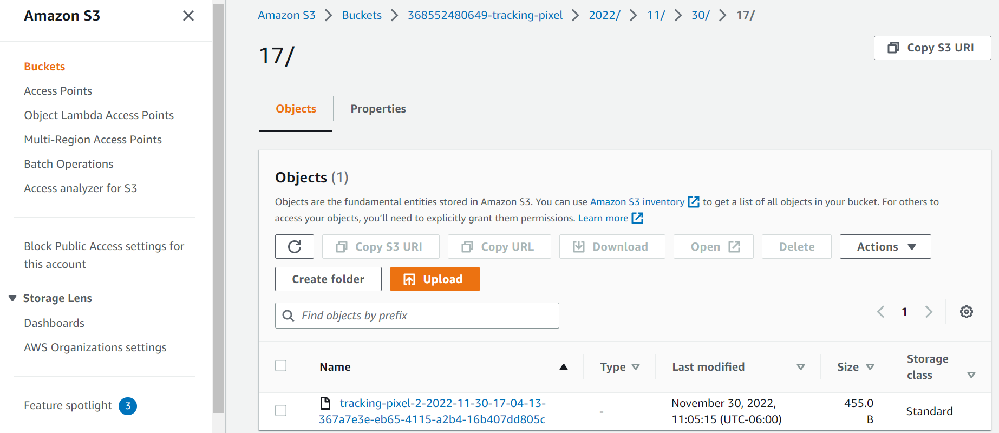 Amazon S3
Buckets
Access Points
Object Lambda Access Points
Multi-Region Access Points
Batch Operations
Access analyzer for S3
Block Public Access settings for
this account
Storage Lens
Dashboards
AWS Organizations settings
Feature spotlight 3
Amazon S3 Buckets 368552480649-tracking-pixel 2022/ 11/ 30/ 17/
17/
Copy S3 URI
Objects Properties
Objects (1)
Objects are the fundamental entities stored in Amazon S3. You can use Amazon S3 inventory to get a list of all objects in your bucket. For others to
access your objects, you'll need to explicitly grant them permissions. Learn more
Copy S3 URI Copy URL Download Open Delete Actions
Create folder Upload
Find objects by prefix
1
Name Type Last modified Size Storage
class
tracking-pixel-2-2022-11-30-17-04-13- November 30, 2022, 455.0
367a7e3e-eb65-4115-a2b4-16b407dd805c - 11:05:15 (UTC-06:00) B Standard